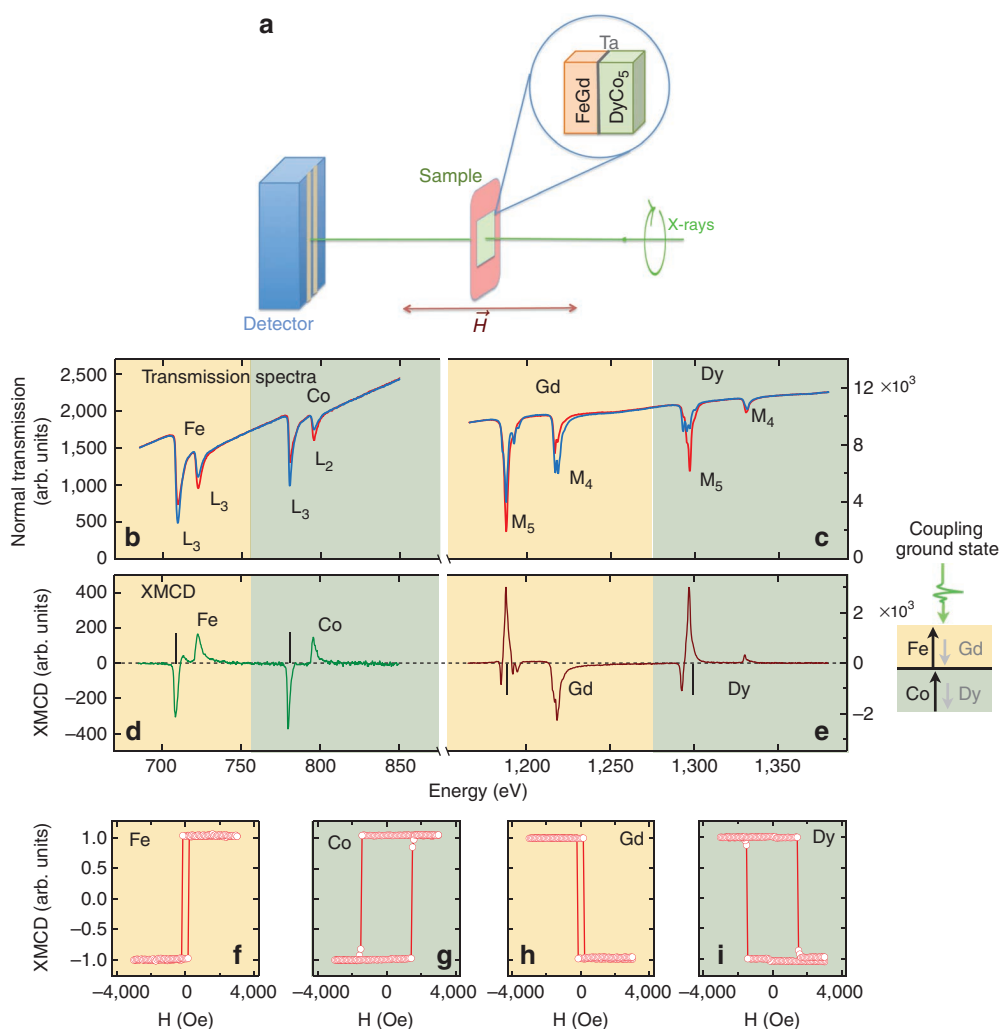 a
Ta
FeGd
DyCo5
Sample
X-rays
Detector
H
Normal transmission
(arb. units)
2,500
2,000
1,500
1,000
500
0
Transmission spectra
Fe
Co
L3
L3
L3
L2
b
Gd
Dy
M5
M4
M5
M4
c
12 ×10³
8
4
0
XMCD (arb. units)
400
200
0
−200
−400
XMCD
Fe
Co
d
Gd
Dy
e
×10³
2
0
−2
700 750 800 850 1,200 1,250 1,300 1,350
Energy (eV)
Coupling
ground state
Fe Gd
Co Dy
XMCD (arb. units)
1.0
0.5
0.0
−0.5
−1.0
Fe
f
Co
g
Gd
h
Dy
i
−4,000 0 4,000 −4,000 0 4,000 −4,000 0 4,000 −4,000 0 4,000
H (Oe) H (Oe) H (Oe) H (Oe)